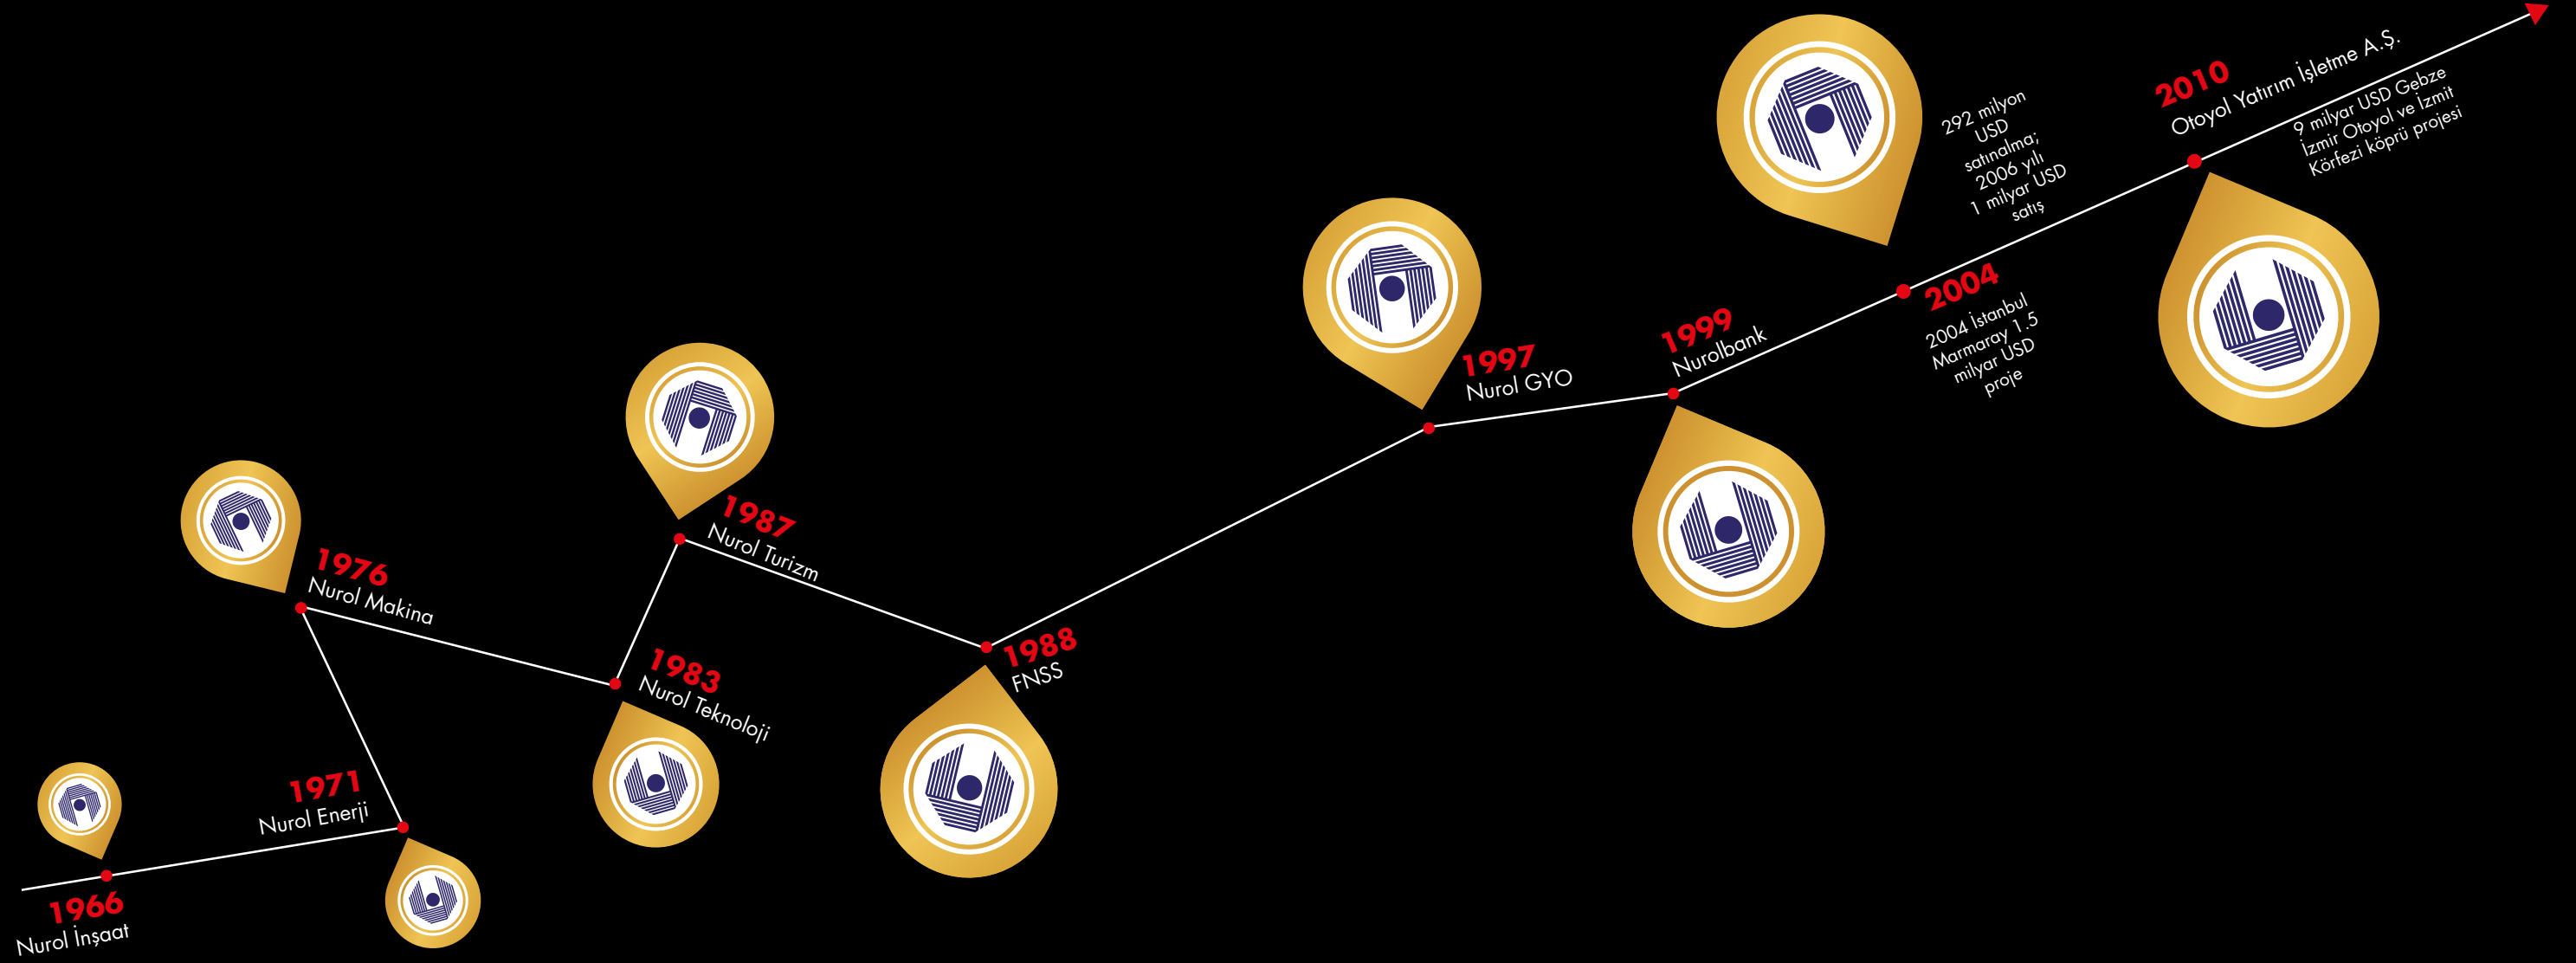 1966
Nurol İnşaat
1971
Nurol Enerji
1976
Nurol Makina
1983
Nurol Teknoloji
1987
Nurol Turizm
1988
FNSS
1997
Nurol GYO
1999
Nurolbank
292 milyon
USD
satınalma;
2006 yılı
1 milyar USD
satış
2004
2004 İstanbul
Marmaray 1.5
milyar USD
proje
2010
Otoyol Yatırım İşletme A.Ş.
9 milyar USD Gebze
İzmir Otoyol ve İzmit
Körfezi köprü projesi